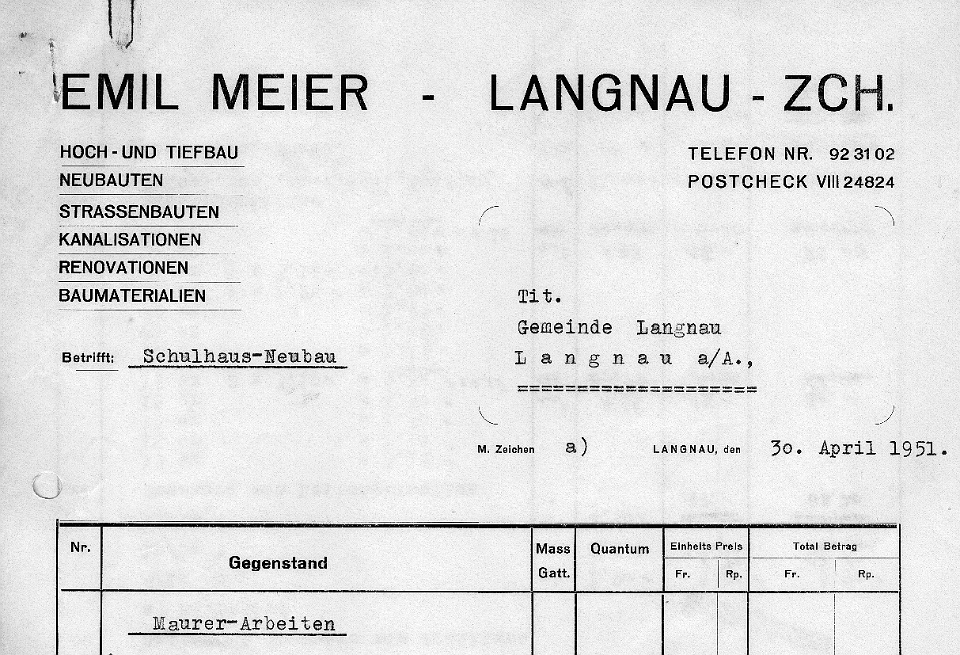 EMIL MEIER - LANGNAU - ZCH.
HOCH- UND TIEFBAU
NEUBAUTEN
STRASSENBAUTEN
KANALISATIONEN
RENOVATIONEN
BAUMATERIALIEN
TELEFON NR. 92 31 02
POSTCHECK VIII 24824
Tit.
Gemeinde Langnau
L a n g n a u a/A.,
====================
Betrifft: Schulhaus-Neubau
M. Zeichen a) LANGNAU, den 30. April 1951.
Nr. Gegenstand Mass Gatt. Quantum Einheits Preis Total Betrag
Fr. Rp. Fr. Rp.
Maurer-Arbeiten